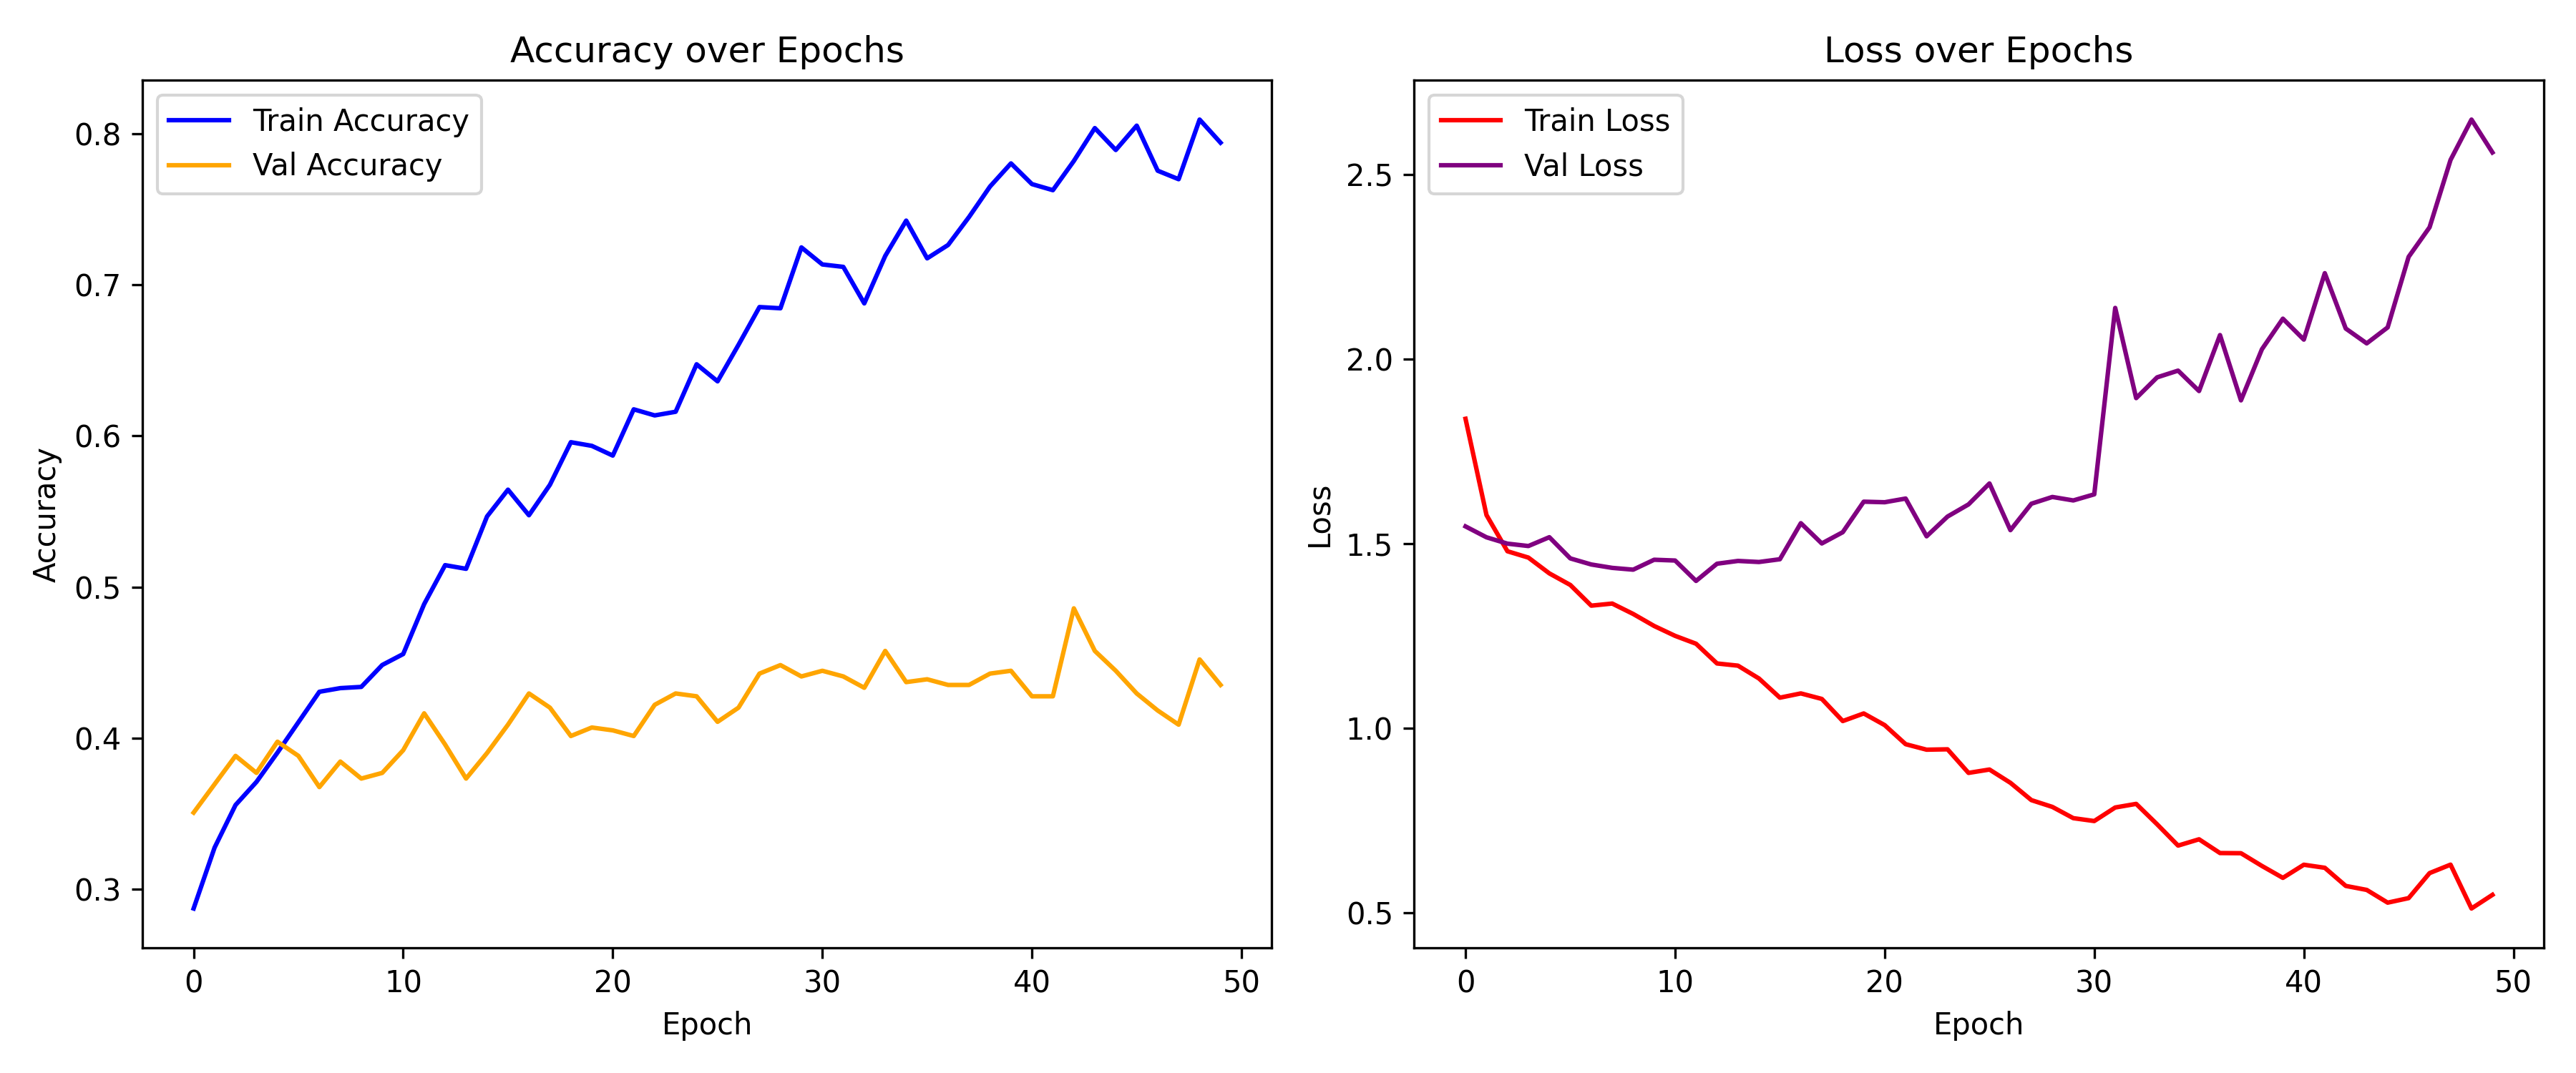 Accuracy over Epochs
Train Accuracy
Val Accuracy
0.8
0.7
0.6
0.5
0.4
0.3
Accuracy
0 10 20 30 40 50
Epoch
Loss over Epochs
Train Loss
Val Loss
2.5
2.0
1.5
1.0
0.5
Loss
0 10 20 30 40 50
Epoch